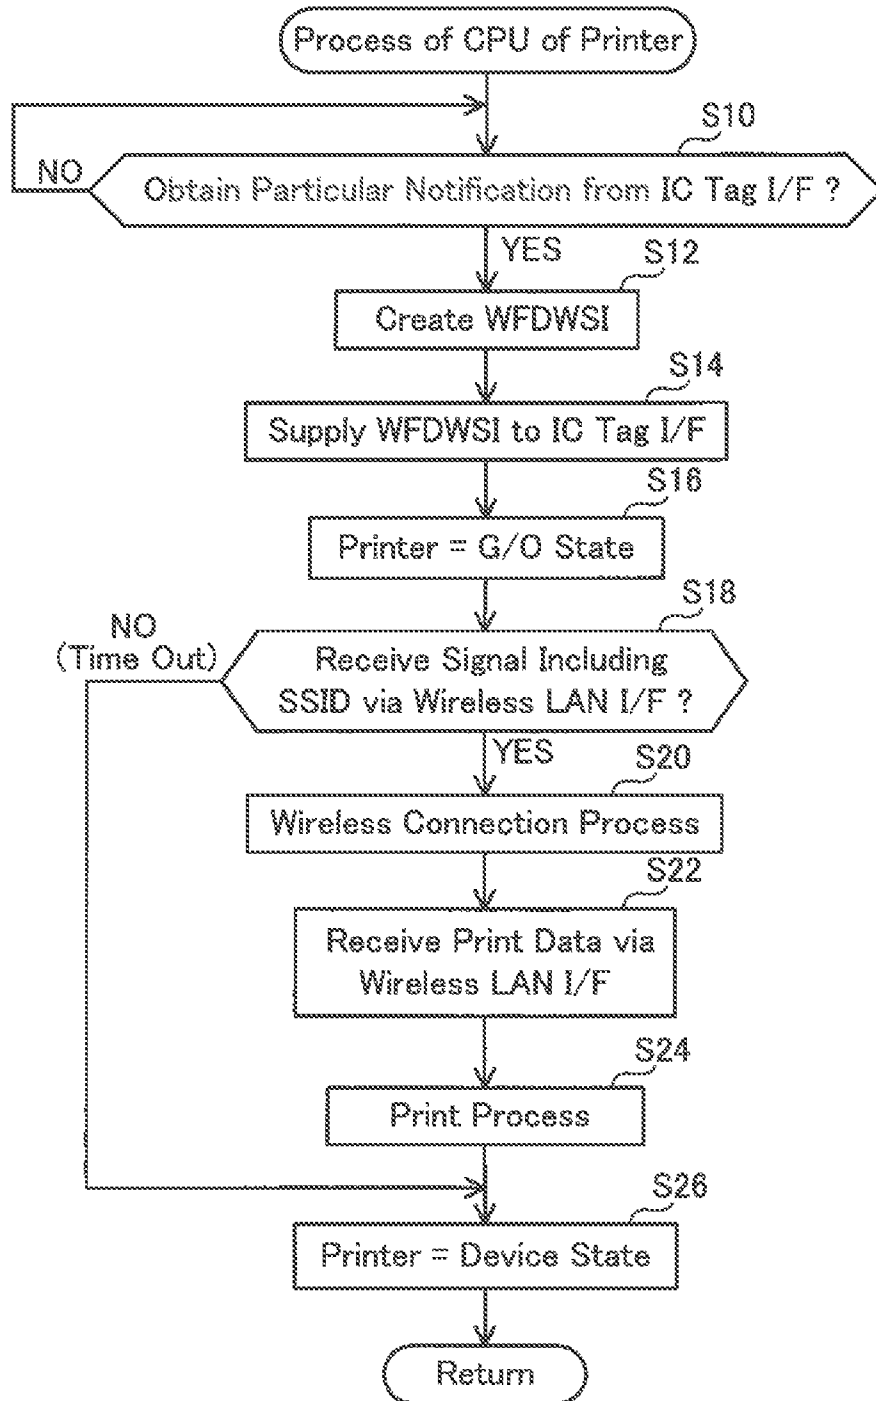 Process of CPU of Printer
S10
NO
Obtain Particular Notification from IC Tag I/F ?
YES
S12
Create WFDWSI
S14
Supply WFDWSI to IC Tag I/F
S16
Printer = G/O State
S18
NO
(Time Out)
Receive Signal Including
SSID via Wireless LAN I/F ?
YES
S20
Wireless Connection Process
S22
Receive Print Data via
Wireless LAN I/F
S24
Print Process
S26
Printer = Device State
Return